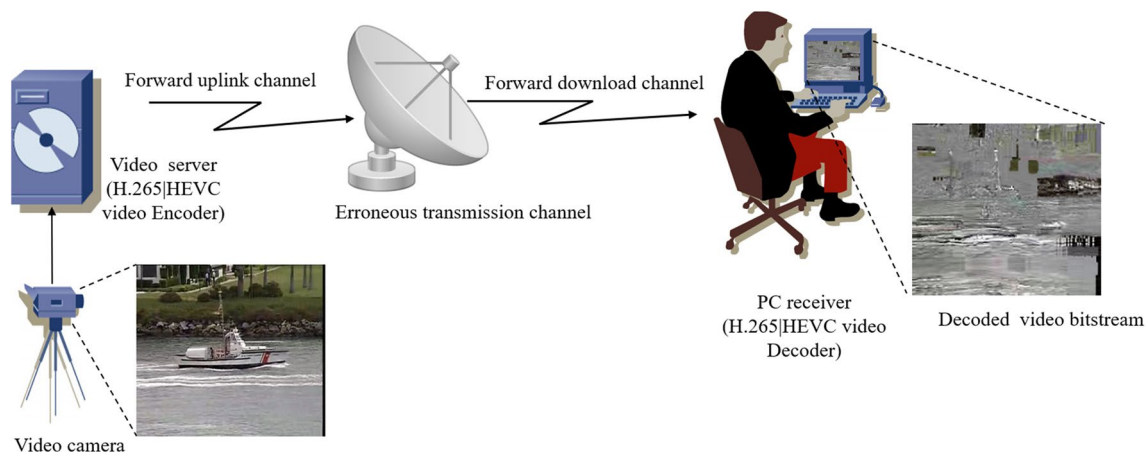 Forward uplink channel
Forward download channel
Video server
(H.265|HEVC
video Encoder)
Erroneous transmission channel
PC receiver
(H.265|HEVC video
Decoder)
Decoded video bitstream
Video camera